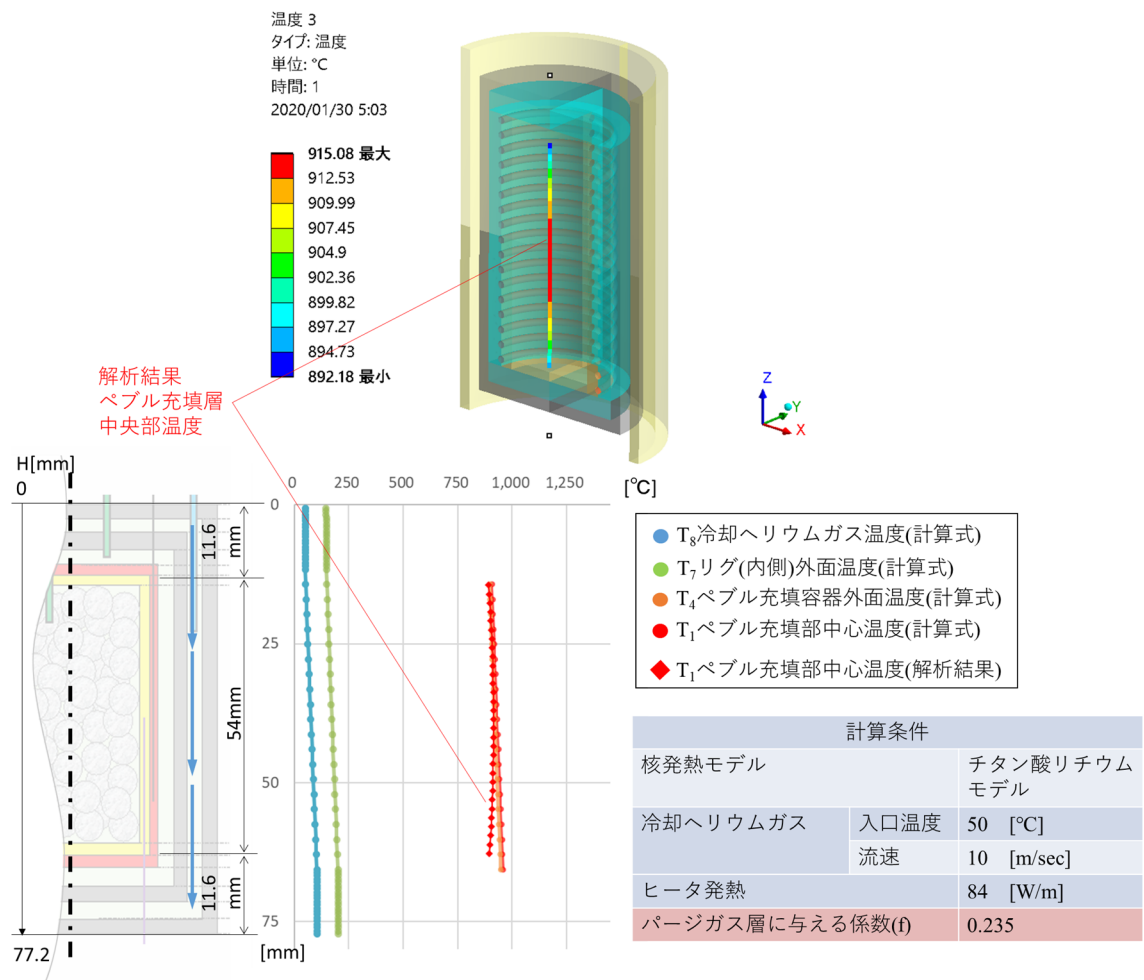 温度 3
タイプ: 温度
単位: ℃
時間: 1
2020/01/30 5:03
915.08 最大
912.53
909.99
907.45
904.9
902.36
899.82
897.27
894.73
892.18 最小
解析結果
ペブル充填層
中央部温度
Z
Y
X
H[mm]
0
11.6
mm
54mm
11.6
mm
77.2
0 250 500 750 1,000 1,250 [℃]
0
25
50
75
[mm]
T₈冷却ヘリウムガス温度(計算式)
T₇リグ(内側)外面温度(計算式)
T₄ペブル充填容器外面温度(計算式)
T₁ペブル充填部中心温度(計算式)
T₁ペブル充填部中心温度(解析結果)
計算条件
核発熱モデル チタン酸リチウム
モデル
冷却ヘリウムガス 入口温度 50 [℃]
流速 10 [m/sec]
ヒータ発熱 84 [W/m]
パージガス層に与える係数(f) 0.235